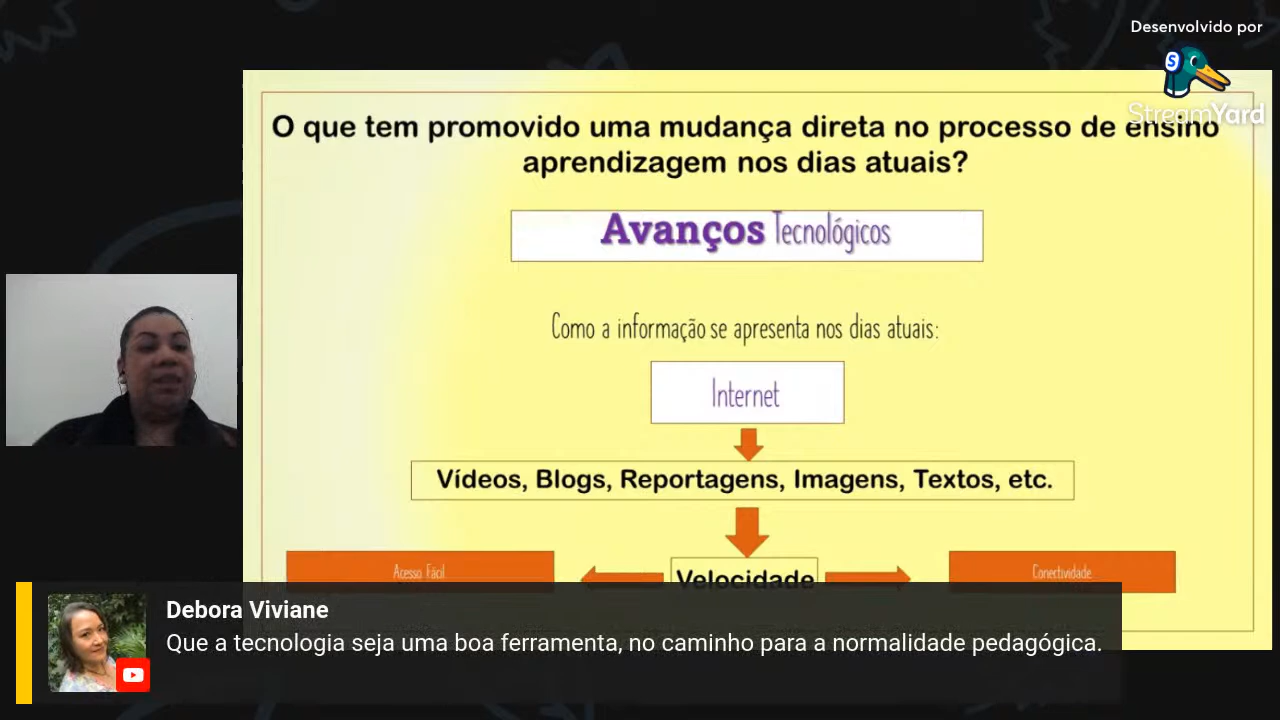 Desenvolvido por
StreamYard
O que tem promovido uma mudança direta no processo de ensino
aprendizagem nos dias atuais?
Avanços Tecnológicos
Como a informação se apresenta nos dias atuais:
Internet
Vídeos, Blogs, Reportagens, Imagens, Textos, etc.
Acesso Fácil
Velocidade
Conectividade
Debora Viviane
Que a tecnologia seja uma boa ferramenta, no caminho para a normalidade pedagógica.